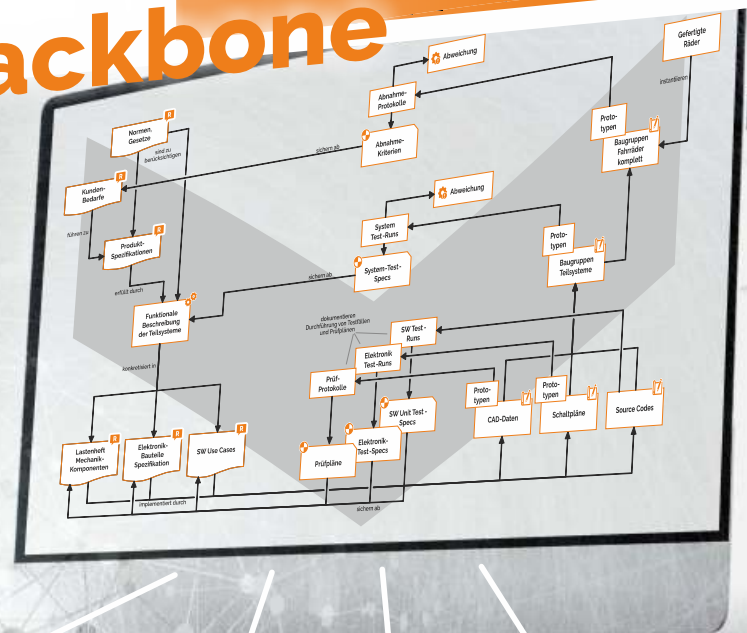 ackbone
Abweichung
Gefertigte
Räder
instantiieren
Abnahme-
Protokolle
Proto-
typen
Baugruppen
Fahrräder
komplett
Normen,
Gesetze
R
sind zu
berücksichtigen
Abnahme-
Kriterien
sichern ab
Kunden-
Bedarfe
R
führen zu
Abweichung
Produkt-
Spezifikationen
R
System
Test-Runs
Proto-
typen
Baugruppen
Teilsysteme
System-Test-
Specs
sichern ab
erfüllt durch
Funktionale
Beschreibung
der Teilsysteme
dokumentieren
Durchführung von Testfällen
und Prüfplänen
SW Test -
Runs
Elektronik
Test-Runs
Prüf-
Protokolle
konkretisiert in
Proto-
typen
CAD-Daten
Proto-
typen
Schaltpläne
Source Codes
SW Unit Test -
Specs
Elektronik-
Test-Specs
Prüfpläne
Lastenheft
Mechanik-
Komponenten
R
Elektronik-
Bauteile
Spezifikation
R
SW Use Cases
R
implementiert durch
sichern ab